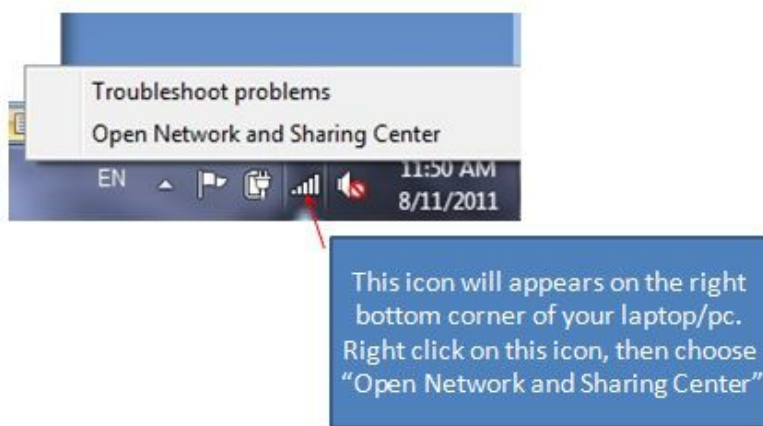 Troubleshoot problems
Open Network and Sharing Center
EN
11:50 AM
8/11/2011
This icon will appears on the right
bottom corner of your laptop/pc.
Right click on this icon, then choose
“Open Network and Sharing Center”